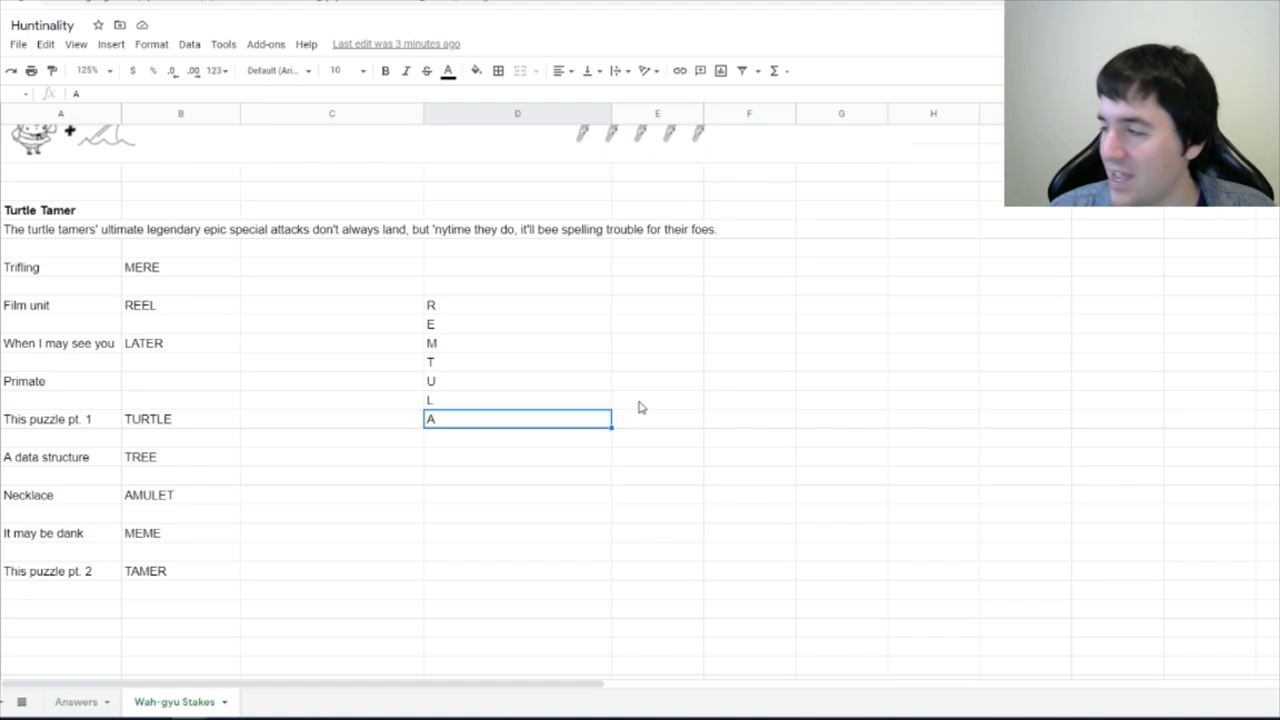 Huntinality
File Edit View Insert Format Data Tools Add-ons Help Last edit was 3 minutes ago
125% $ % .0 .00 123 Default (Ari... 10 B I S A Σ
fx A
A B C D E F G H
Turtle Tamer
The turtle tamers' ultimate legendary epic special attacks don't always land, but 'nytime they do, it'll bee spelling trouble for their foes.
Trifling MERE
Film unit REEL R
E
When I may see you LATER M
T
Primate U
L
This puzzle pt. 1 TURTLE A
A data structure TREE
Necklace AMULET
It may be dank MEME
This puzzle pt. 2 TAMER
Answers Wah-gyu Stakes